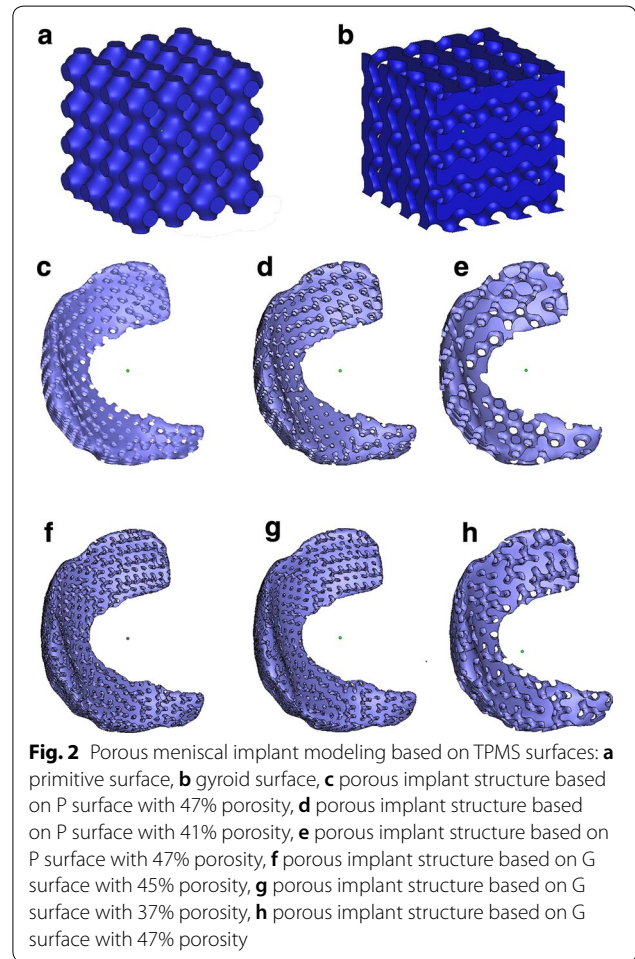 a
b
c
d
e
f
g
h
Fig. 2 Porous meniscal implant modeling based on TPMS surfaces: a
primitive surface, b gyroid surface, c porous implant structure based
on P surface with 47% porosity, d porous implant structure based
on P surface with 41% porosity, e porous implant structure based on
P surface with 47% porosity, f porous implant structure based on G
surface with 45% porosity, g porous implant structure based on G
surface with 37% porosity, h porous implant structure based on G
surface with 47% porosity